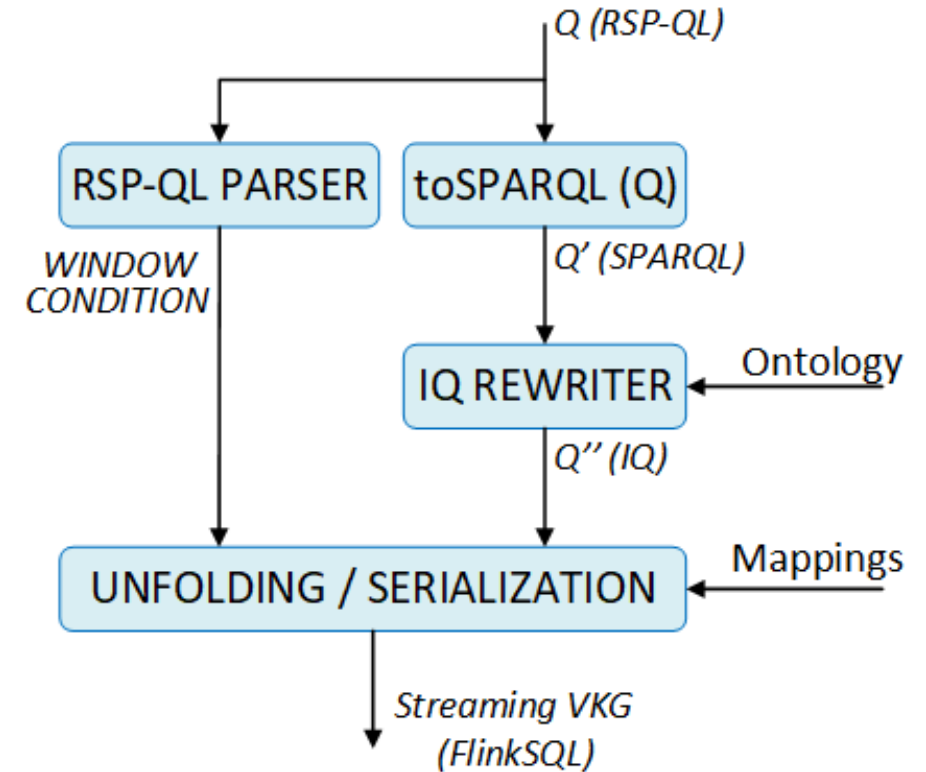 Q (RSP-QL)
RSP-QL PARSER
toSPARQL (Q)
WINDOW
CONDITION
Q’ (SPARQL)
IQ REWRITER
Ontology
Q’’ (IQ)
UNFOLDING / SERIALIZATION
Mappings
Streaming VKG
(FlinkSQL)